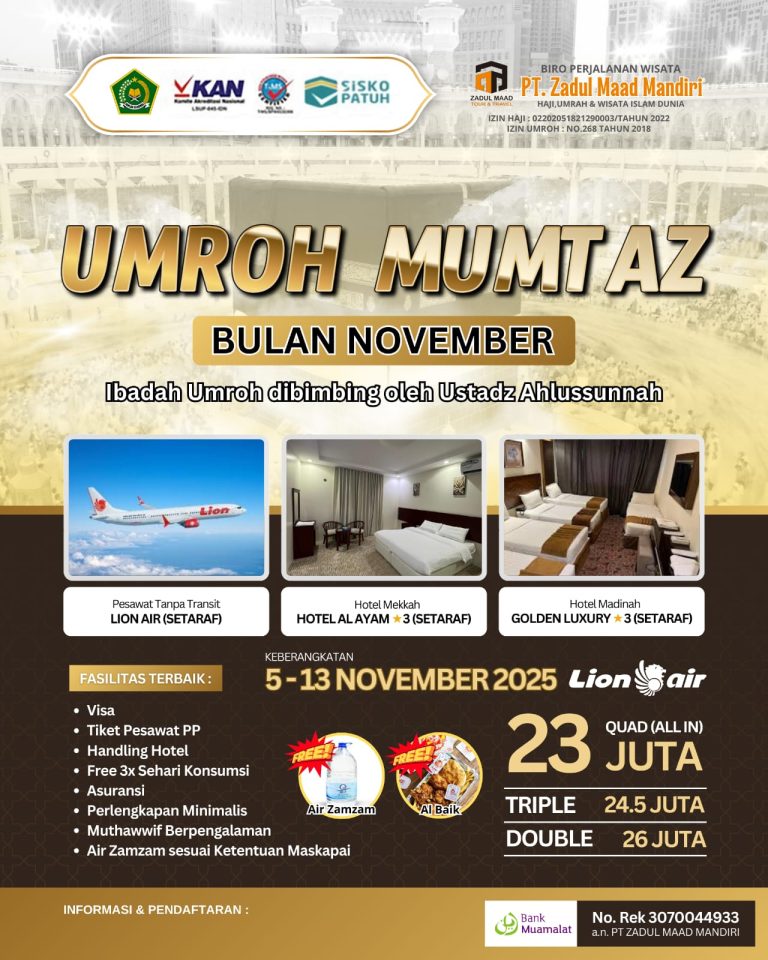 KAN
Komite Akreditasi Nasional
LSUP-045-IDN
SISKO
PATUH
ZADUL MAAD
TOUR & TRAVEL
BIRO PERJALANAN WISATA
PT. Zadul Maad Mandiri
HAJI,UMRAH & WISATA ISLAM DUNIA
IZIN HAJI : 02202051821290003/TAHUN 2022
IZIN UMROH : NO.268 TAHUN 2018
UMROH MUMTAZ
BULAN NOVEMBER
Ibadah Umroh dibimbing oleh Ustadz Ahlussunnah
Lion
Pesawat Tanpa Transit
LION AIR (SETARAF)
Hotel Mekkah
HOTEL AL AYAM ★3 (SETARAF)
Hotel Madinah
GOLDEN LUXURY ★3 (SETARAF)
FASILITAS TERBAIK :
• Visa
• Tiket Pesawat PP
• Handling Hotel
• Free 3x Sehari Konsumsi
• Asuransi
• Perlengkapan Minimalis
• Muthawwif Berpengalaman
• Air Zamzam sesuai Ketentuan Maskapai
KEBERANGKATAN
5 - 13 NOVEMBER 2025
Lion air
FREE!
Air Zamzam
FREE!
Al Baik
23 JUTA
QUAD (ALL IN)
TRIPLE 24.5 JUTA
DOUBLE 26 JUTA
INFORMASI & PENDAFTARAN :
Bank
Muamalat
No. Rek 3070044933
a.n. PT ZADUL MAAD MANDIRI